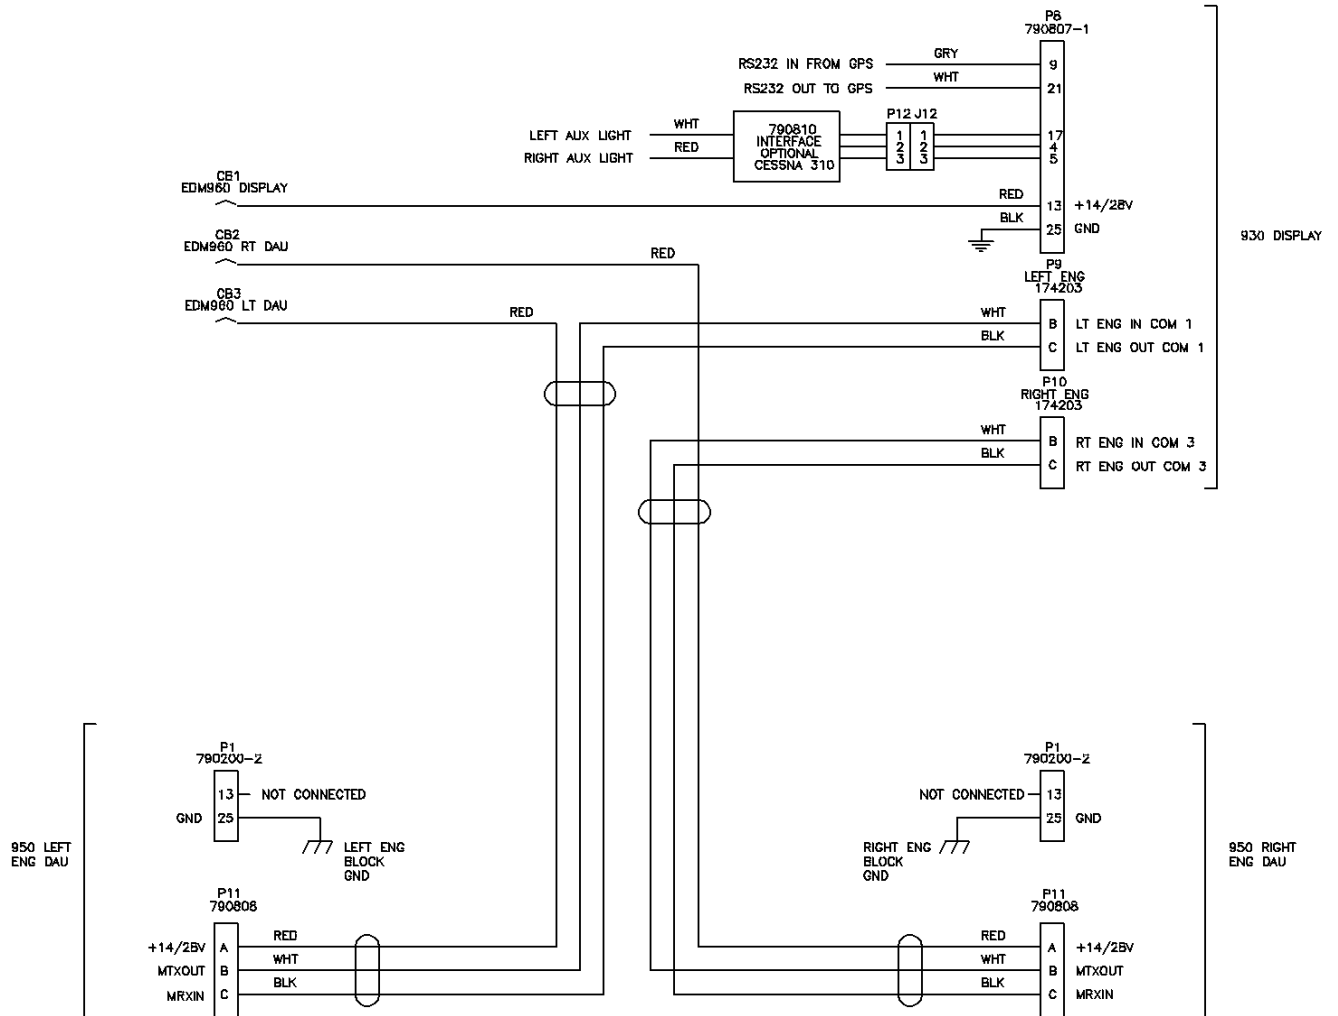 P8
790807-1
RS232 IN FROM GPS
GRY
9
RS232 OUT TO GPS
WHT
21
P12 J12
LEFT AUX LIGHT
WHT
RIGHT AUX LIGHT
RED
790810
INTERFACE
OPTIONAL
CESSNA 310
1 1
2 2
3 3
17
4
5
CB1
EDM960 DISPLAY
RED
13 +14/28V
BLK
25 GND
930 DISPLAY
CB2
EDM960 RT DAU
RED
P9
LEFT ENG
174203
CB3
EDM960 LT DAU
RED
WHT
B LT ENG IN COM 1
BLK
C LT ENG OUT COM 1
P10
RIGHT ENG
174203
WHT
B RT ENG IN COM 3
BLK
C RT ENG OUT COM 3
950 LEFT
ENG DAU
P1
790200-2
13 NOT CONNECTED
GND 25
LEFT ENG
BLOCK
GND
P11
790808
+14/28V A RED
MTXOUT B WHT
MRXIN C BLK
P1
790200-2
NOT CONNECTED 13
25 GND
RIGHT ENG
BLOCK
GND
950 RIGHT
ENG DAU
P11
790808
RED A +14/28V
WHT B MTXOUT
BLK C MRXIN